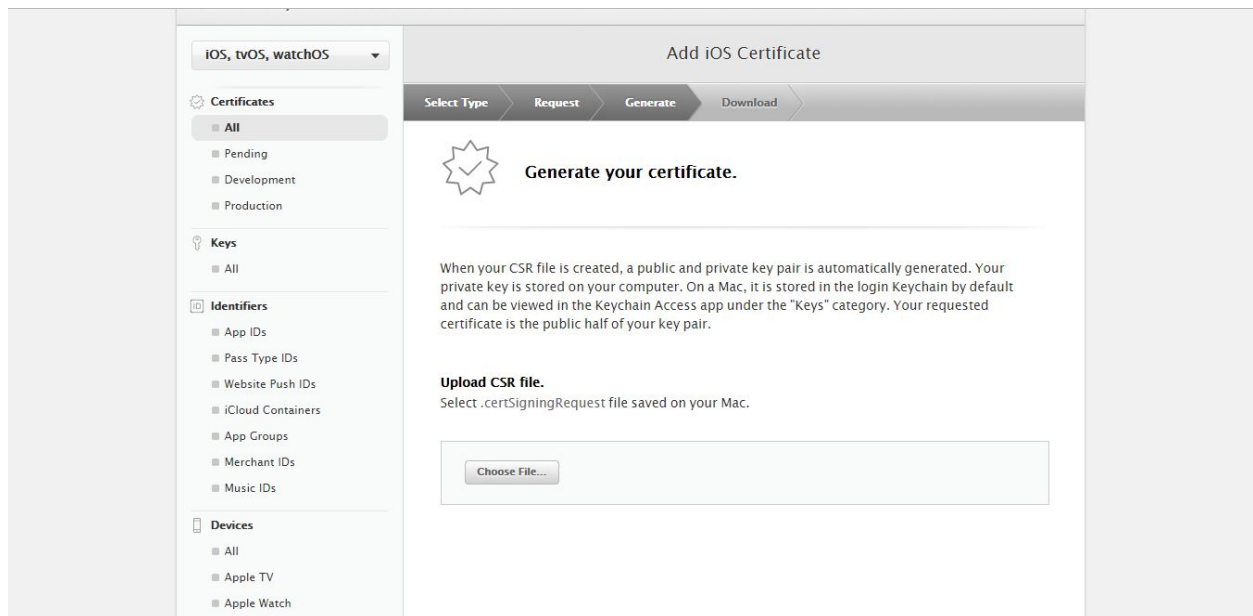 iOS, tvOS, watchOS
Certificates
All
Pending
Development
Production
Keys
All
ID
Identifiers
App IDs
Pass Type IDs
Website Push IDs
iCloud Containers
App Groups
Merchant IDs
Music IDs
Devices
All
Apple TV
Apple Watch
Add iOS Certificate
Select Type
Request
Generate
Download
Generate your certificate.
When your CSR file is created, a public and private key pair is automatically generated. Your
private key is stored on your computer. On a Mac, it is stored in the login Keychain by default
and can be viewed in the Keychain Access app under the "Keys" category. Your requested
certificate is the public half of your key pair.
Upload CSR file.
Select .certSigningRequest file saved on your Mac.
Choose File...